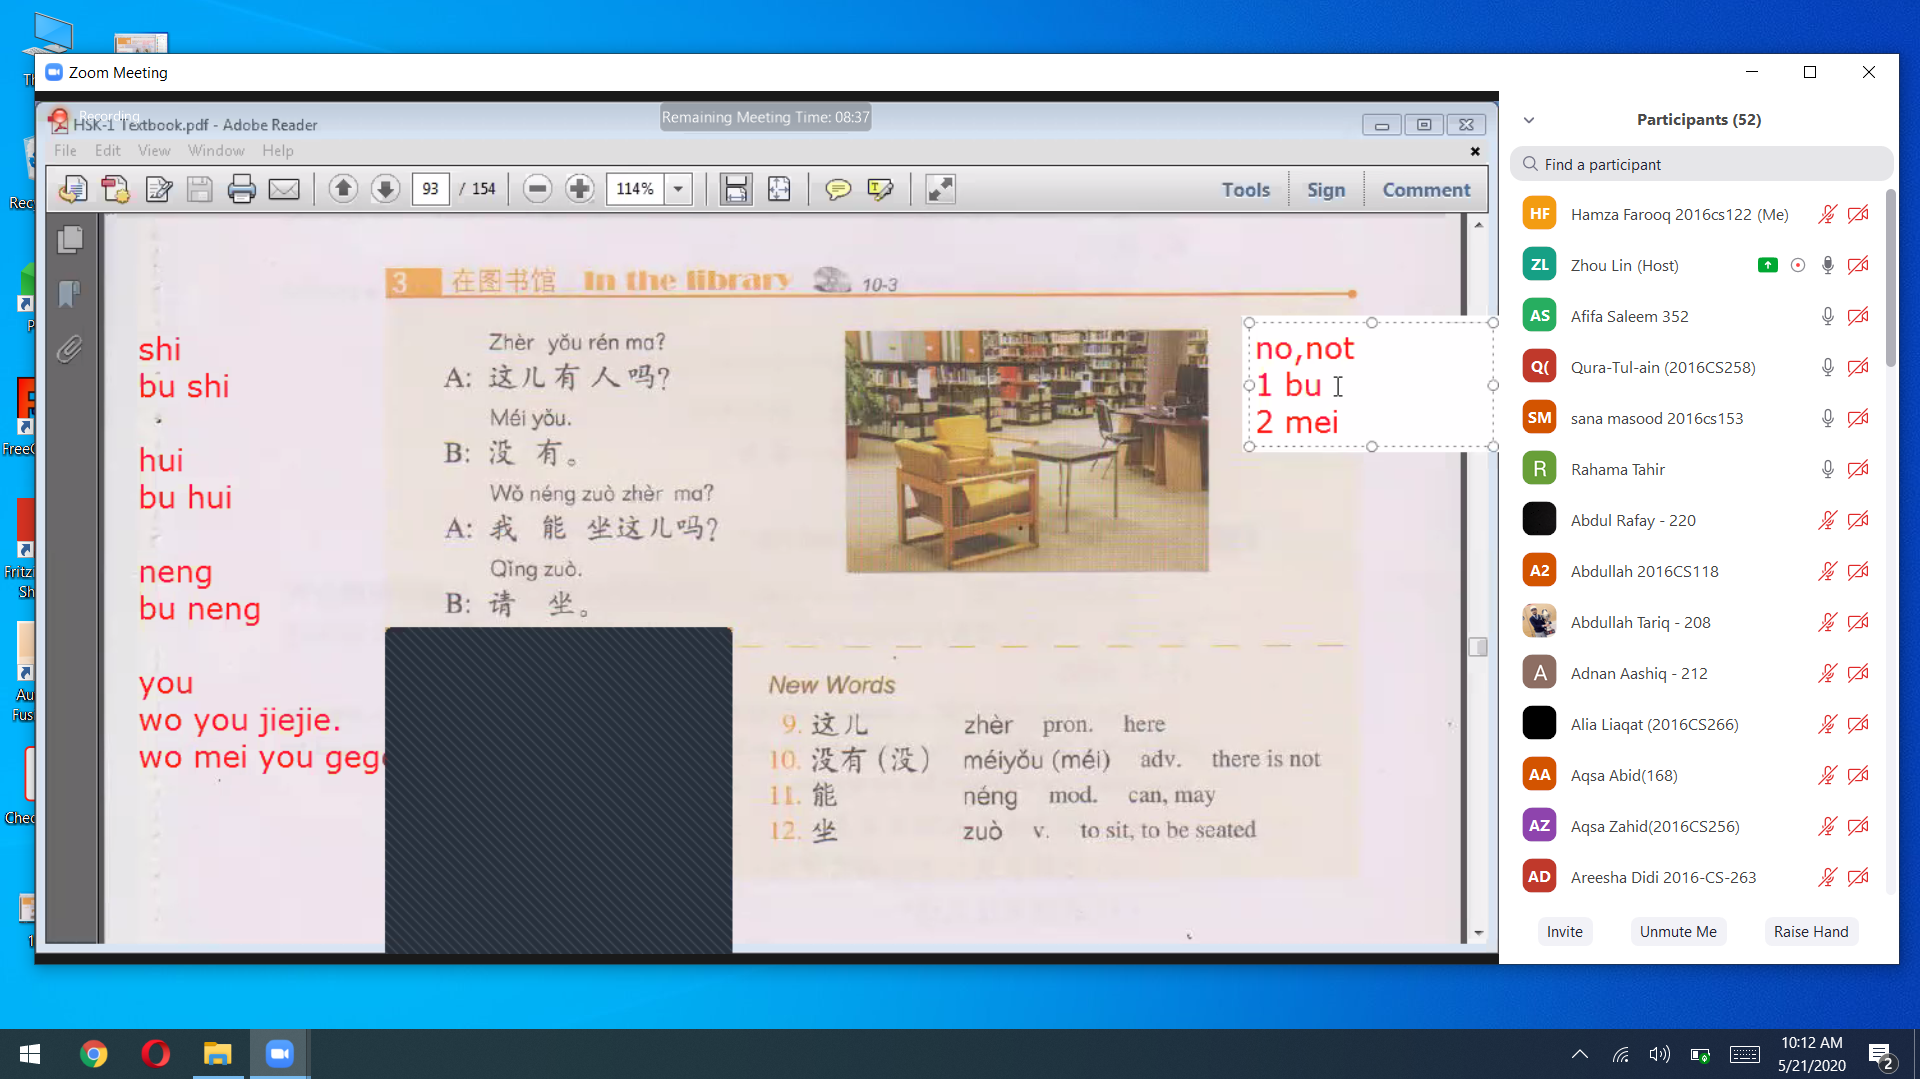 Zoom Meeting
Recording
HSK-1 Textbook.pdf - Adobe Reader
Remaining Meeting Time: 08:37
File Edit View Window Help
93 / 154
114%
Tools
Sign
Comment
3 在图书馆 In the library 10-3
shi
bu shi
hui
bu hui
neng
bu neng
you
wo you jiejie.
wo mei you gege
Zhèr yǒu rén ma?
A: 这儿有人吗?
Méi yǒu.
B: 没有。
Wǒ néng zuò zhèr ma?
A: 我能坐这儿吗?
Qǐng zuò.
B: 请坐。
no,not
1 bu
2 mei
New Words
9. 这儿 zhèr pron. here
10. 没有(没) méiyǒu (méi) adv. there is not
11. 能 néng mod. can, may
12. 坐 zuò v. to sit, to be seated
Participants (52)
Find a participant
HF Hamza Farooq 2016cs122 (Me)
ZL Zhou Lin (Host)
AS Afifa Saleem 352
Q( Qura-Tul-ain (2016CS258)
SM sana masood 2016cs153
R Rahama Tahir
Abdul Rafay - 220
A2 Abdullah 2016CS118
Abdullah Tariq - 208
A Adnan Aashiq - 212
Alia Liaqat (2016CS266)
AA Aqsa Abid(168)
AZ Aqsa Zahid(2016CS256)
AD Areesha Didi 2016-CS-263
Invite
Unmute Me
Raise Hand
10:12 AM
5/21/2020
2